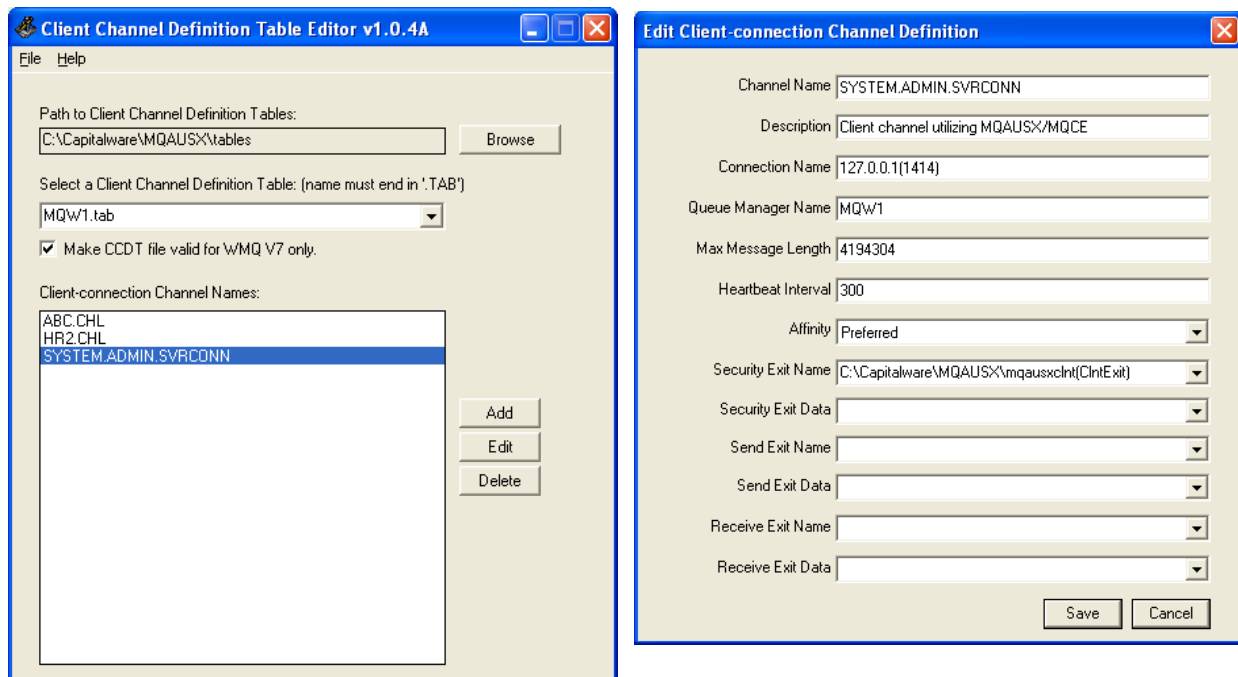 Client Channel Definition Table Editor v1.0.4A
File Help
Path to Client Channel Definition Tables:
C:\Capitalware\MQAUSX\tables
Browse
Select a Client Channel Definition Table: (name must end in '.TAB')
MQW1.tab
Make CCDT file valid for WMQ V7 only.
Client-connection Channel Names:
ABC.CHL
HR2.CHL
SYSTEM.ADMIN.SVRCONN
Add
Edit
Delete
Edit Client-connection Channel Definition
Channel Name SYSTEM.ADMIN.SVRCONN
Description Client channel utilizing MQAUSX/MQCE
Connection Name 127.0.0.1(1414)
Queue Manager Name MQW1
Max Message Length 4194304
Heartbeat Interval 300
Affinity Preferred
Security Exit Name C:\Capitalware\MQAUSX\mqausxclnt(ClntExit)
Security Exit Data
Send Exit Name
Send Exit Data
Receive Exit Name
Receive Exit Data
Save Cancel